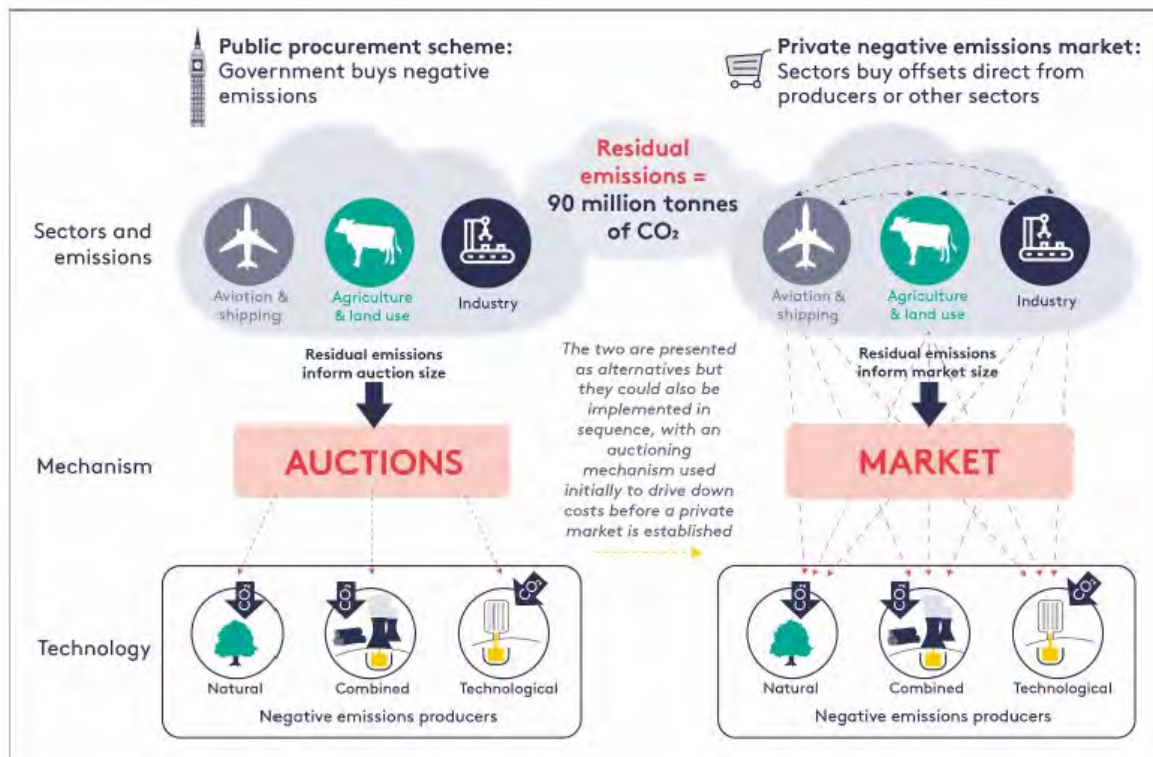 Public procurement scheme:
Government buys negative
emissions
Private negative emissions market:
Sectors buy offsets direct from
producers or other sectors
Residual
emissions =
90 million tonnes
of CO₂
Sectors and
emissions
Aviation &
shipping
Agriculture
& land use
Industry
Aviation &
shipping
Agriculture
& land use
Industry
Residual emissions
inform auction size
The two are presented
as alternatives but
they could also be
implemented in
sequence, with an
auctioning
mechanism used
initially to drive down
costs before a private
market is established
Residual emissions
inform market size
Mechanism
AUCTIONS
MARKET
Technology
CO₂
CO₂
CO₂
Natural
Combined
Technological
Negative emissions producers
CO₂
CO₂
CO₂
Natural
Combined
Technological
Negative emissions producers